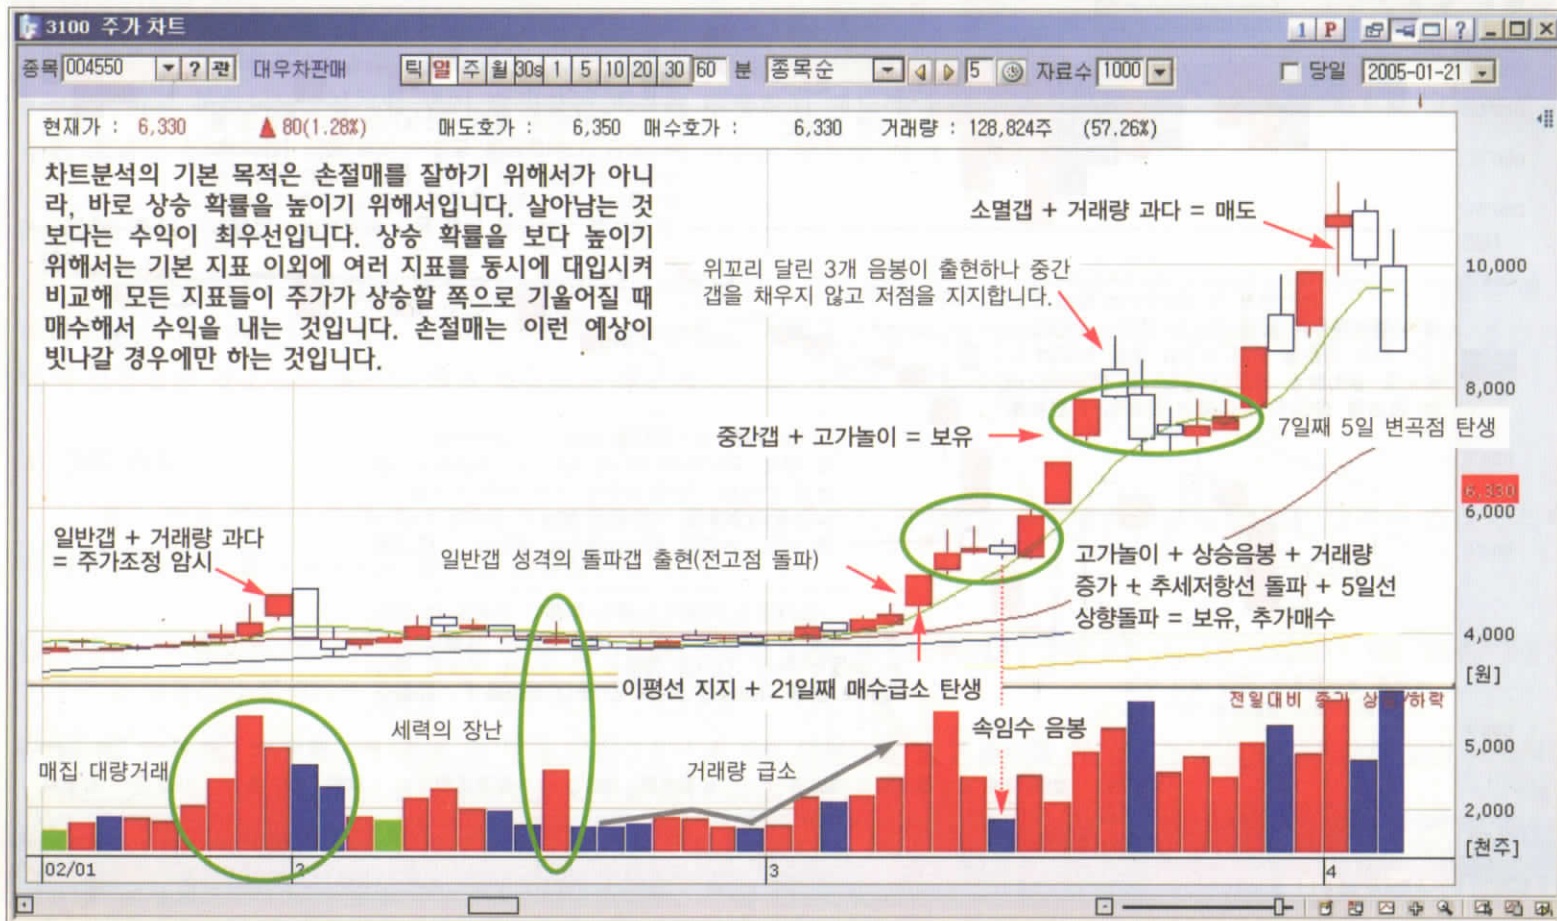 3100 주가 차트
1 P ?
종목 004550 ? 관 대우차판매 틱 일 주 월 30s 1 5 10 20 30 60 분 종목순 5 자료수 1000 당일 2005-01-21
현재가 : 6,330 ▲ 80(1.28%) 매도호가 : 6,350 매수호가 : 6,330 거래량 : 128,824주 (57.26%)
차트분석의 기본 목적은 손절매를 잘하기 위해서가 아니
라, 바로 상승 확률을 높이기 위해서입니다. 살아남는 것
보다는 수익이 최우선입니다. 상승 확률을 보다 높이기
위해서는 기본 지표 이외에 여러 지표를 동시에 대입시켜
비교해 모든 지표들이 주가가 상승할 쪽으로 기울어질 때
매수해서 수익을 내는 것입니다. 손절매는 이런 예상이
빗나갈 경우에만 하는 것입니다.
소멸갭 + 거래량 과다 = 매도
위꼬리 달린 3개 음봉이 출현하나 중간
갭을 채우지 않고 저점을 지지합니다.
10,000
8,000
중간갭 + 고가놀이 = 보유
7일째 5일 변곡점 탄생
6,330
6,000
일반갭 + 거래량 과다
= 주가조정 암시
일반갭 성격의 돌파갭 출현(전고점 돌파)
고가놀이 + 상승음봉 + 거래량
증가 + 추세저항선 돌파 + 5일선
상향돌파 = 보유, 추가매수
4,000
[원]
이평선 지지 + 21일째 매수급소 탄생
전일대비 증가 상승/하락
세력의 장난
속임수 음봉
매집 대량거래
거래량 급소
5,000
2,000
[천주]
02/01 2 3 4